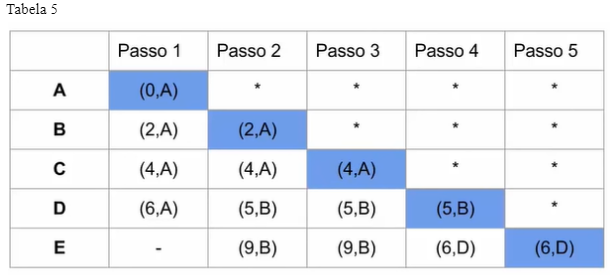 Tabela 5
Passo 1 Passo 2 Passo 3 Passo 4 Passo 5
A (0,A) * * * *
B (2,A) (2,A) * * *
C (4,A) (4,A) (4,A) * *
D (6,A) (5,B) (5,B) (5,B) *
E - (9,B) (9,B) (6,D) (6,D)